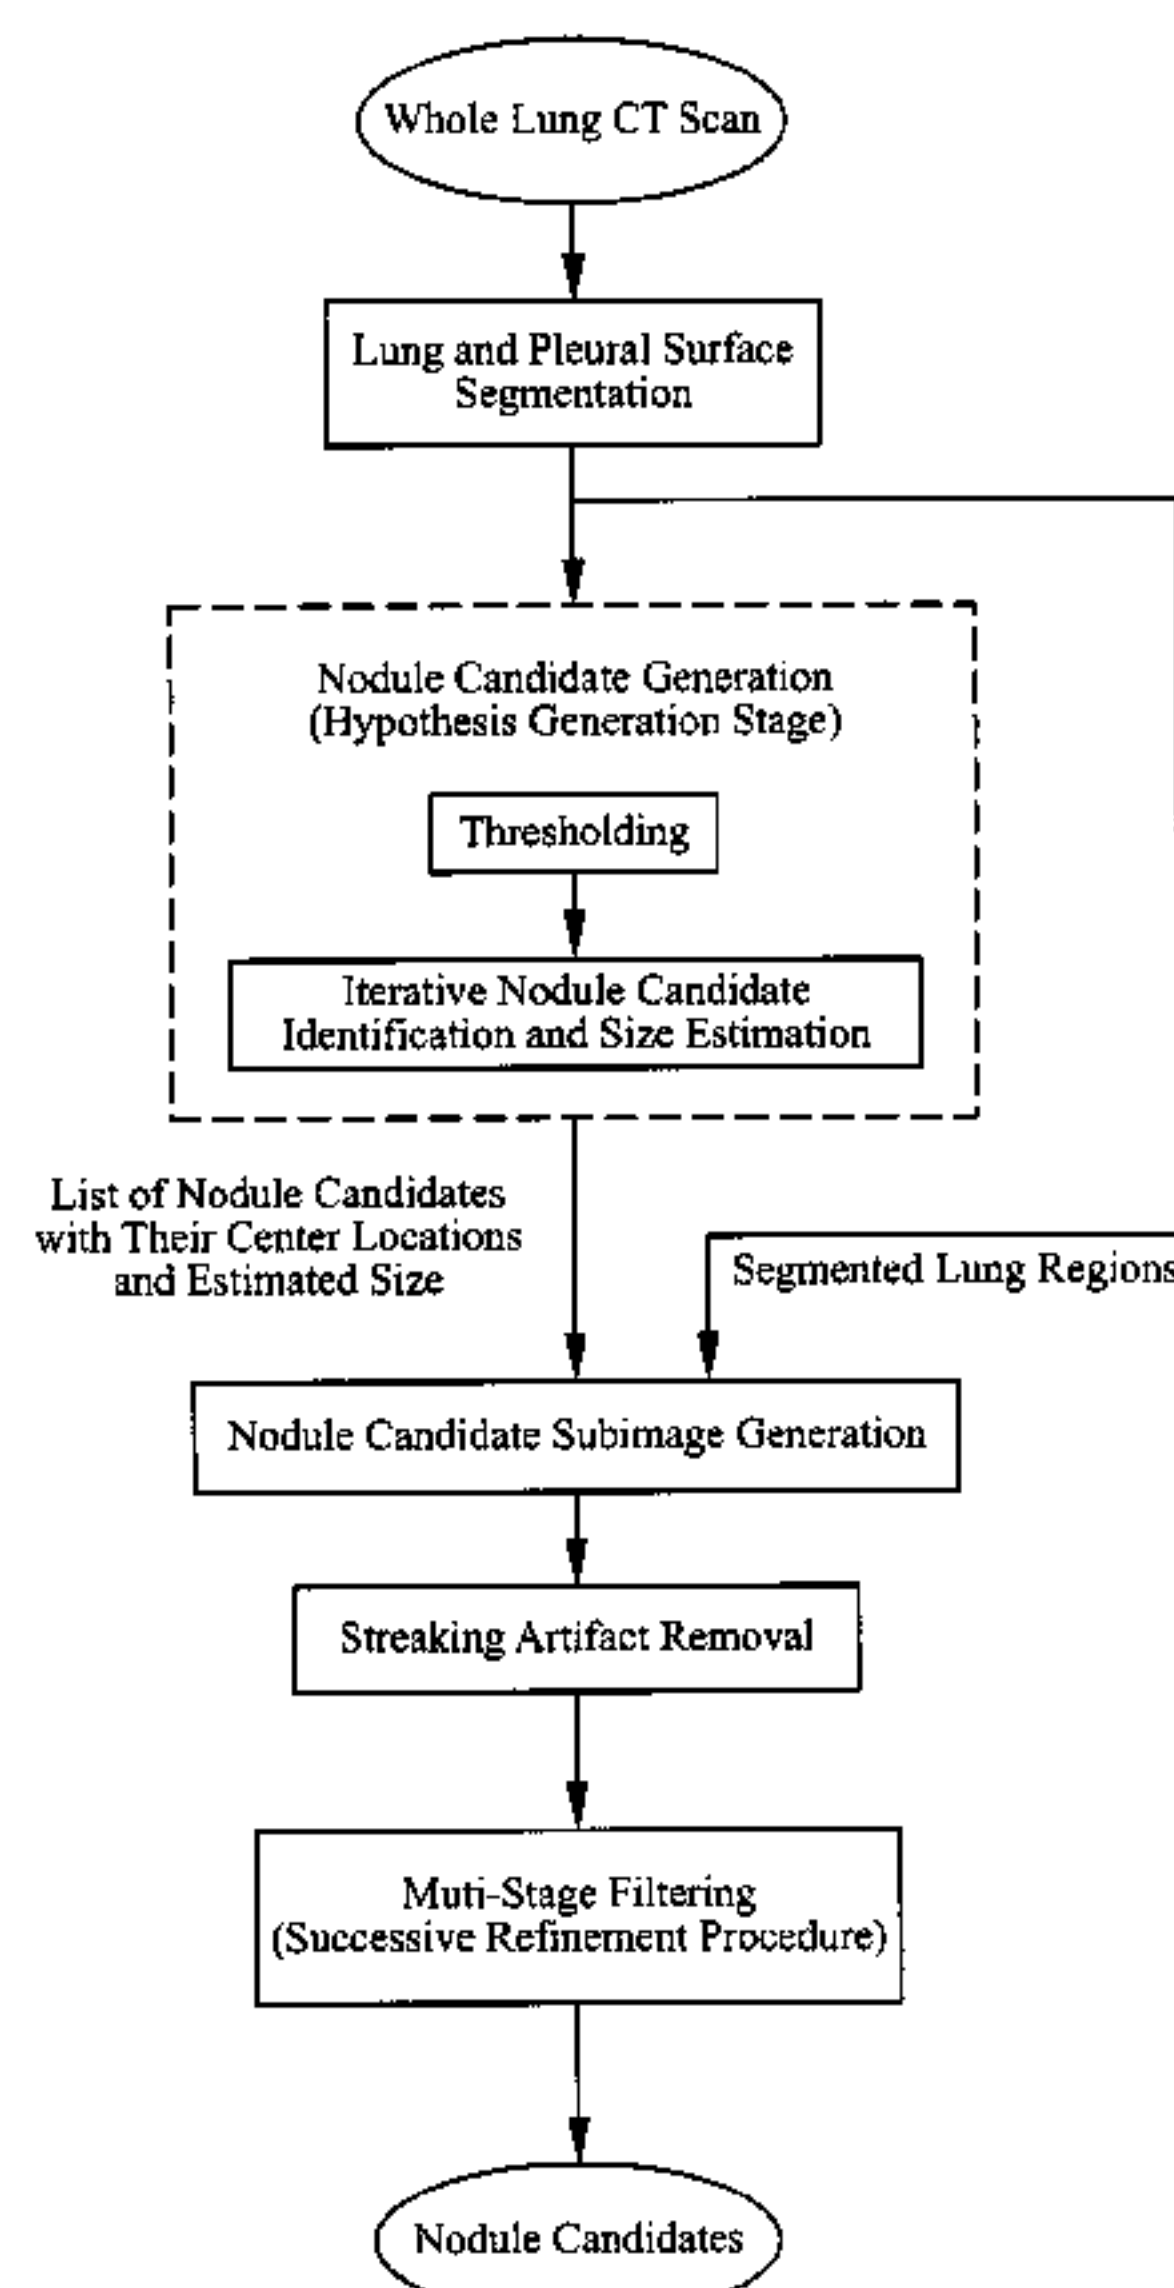 Whole Lung CT Scan
Lung and Pleural Surface
Segmentation
Nodule Candidate Generation
(Hypothesis Generation Stage)
Thresholding
Iterative Nodule Candidate
Identification and Size Estimation
List of Nodule Candidates
with Their Center Locations
and Estimated Size
Segmented Lung Regions
Nodule Candidate Subimage Generation
Streaking Artifact Removal
Muti-Stage Filtering
(Successive Refinement Procedure)
Nodule Candidates